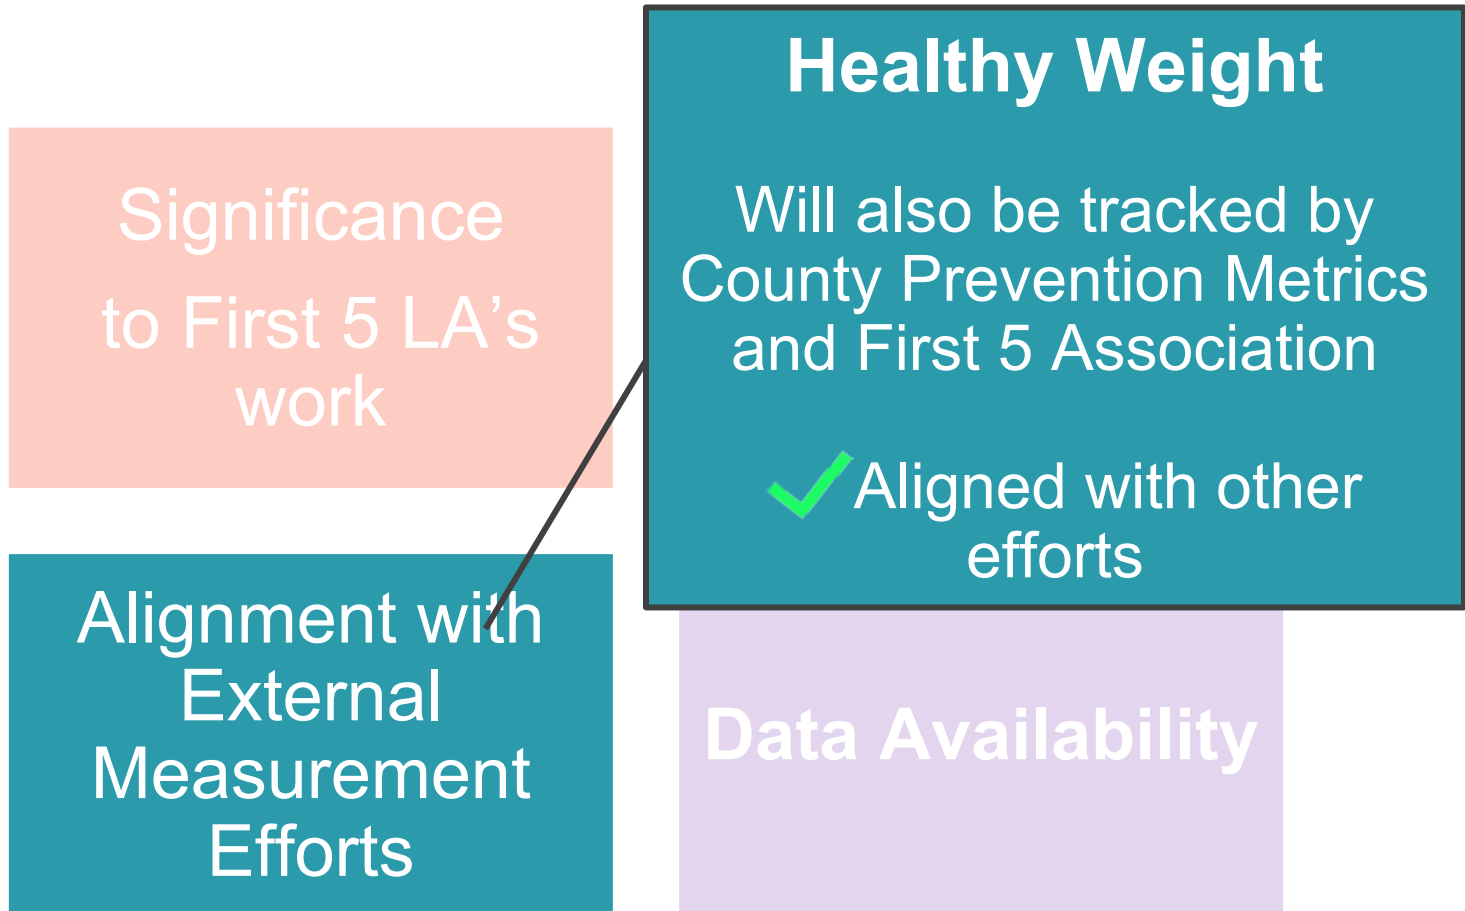 Significance
to First 5 LA’s
work
Alignment with
External
Measurement
Efforts
Healthy Weight
Will also be tracked by
County Prevention Metrics
and First 5 Association
Aligned with other
efforts
Data Availability